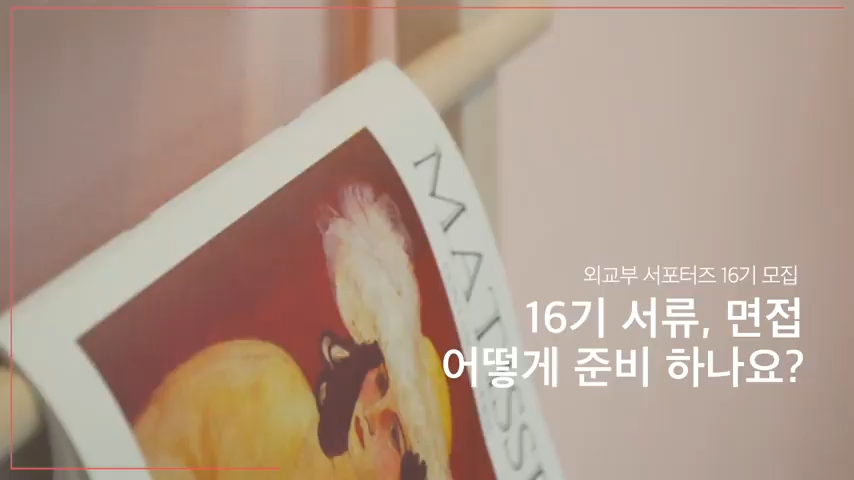 MATISSE
외교부 서포터즈 16기 모집
16기 서류, 면접
어떻게 준비 하나요?